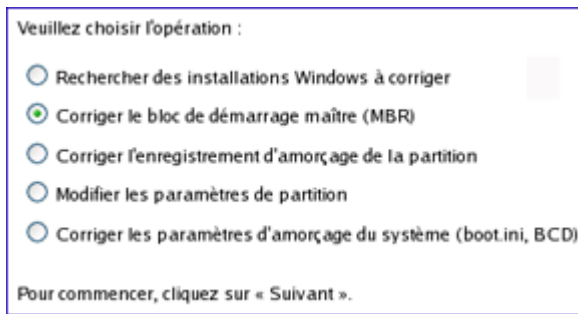 Veuillez choisir l'opération :
Rechercher des installations Windows à corriger
Corriger le bloc de démarrage maître (MBR)
Corriger l'enregistrement d'amorçage de la partition
Modifier les paramètres de partition
Corriger les paramètres d'amorçage du système (boot.ini, BCD)
Pour commencer, cliquez sur « Suivant ».